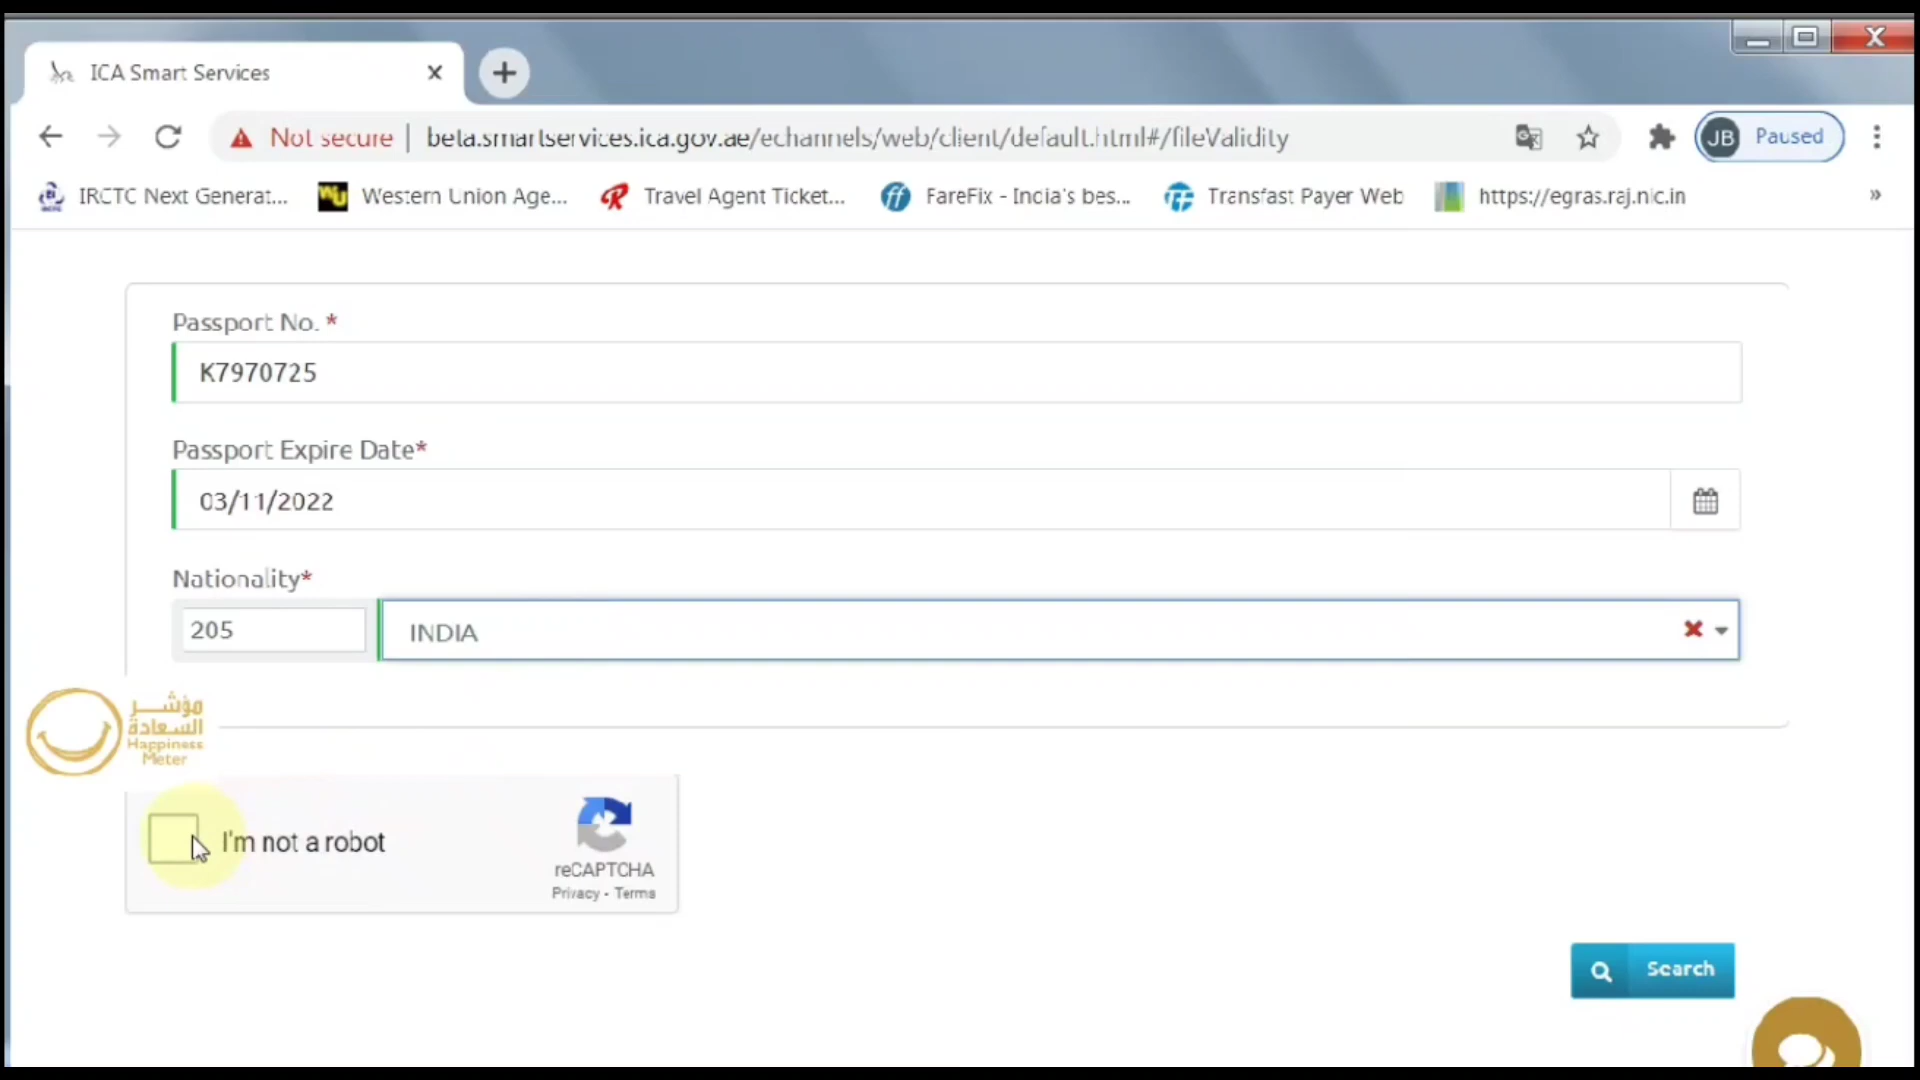 ICA Smart Services
Not secure | beta.smartservices.ica.gov.ae/echannels/web/client/default.html#/fileValidity
JB Paused
IRCTC Next Generat... Western Union Age... Travel Agent Ticket... FareFix - India's bes... Transfast Payer Web https://egras.raj.nic.in »
Passport No. *
K7970725
Passport Expire Date*
03/11/2022
Nationality*
205 INDIA
مؤشر
السعادة
Happiness
Meter
I'm not a robot
reCAPTCHA
Privacy - Terms
Search